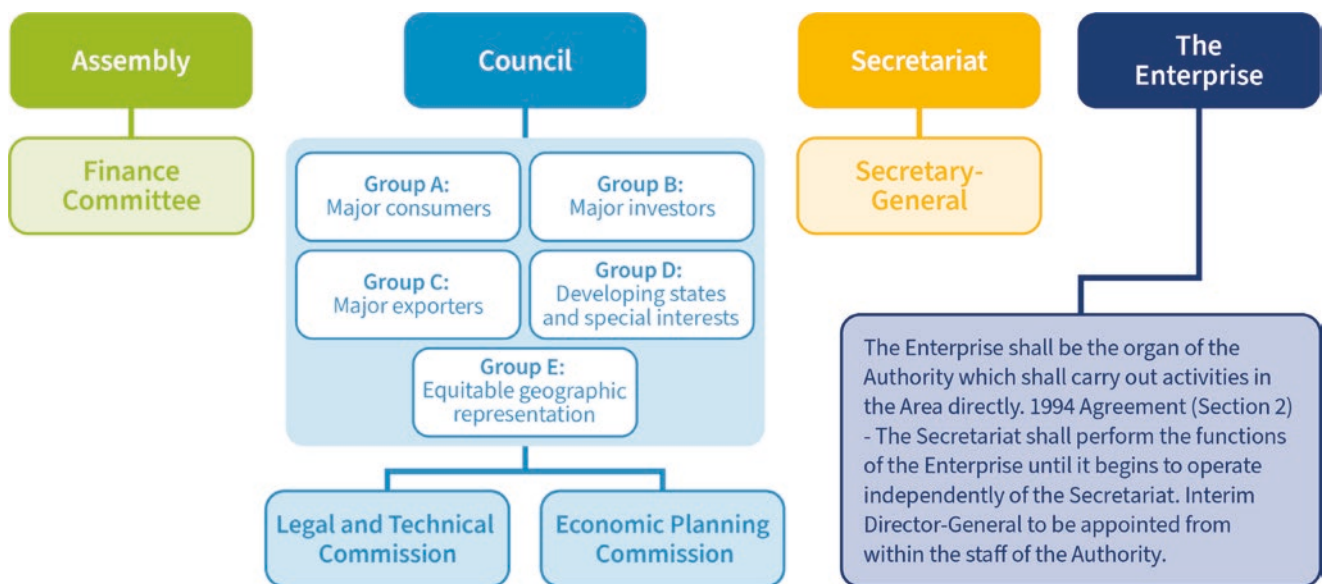 Assembly
Finance
Committee
Council
Group A:
Major consumers
Group B:
Major investors
Group C:
Major exporters
Group D:
Developing states
and special interests
Group E:
Equitable geographic
representation
Legal and Technical
Commission
Economic Planning
Commission
Secretariat
Secretary-
General
The
Enterprise
The Enterprise shall be the organ of the
Authority which shall carry out activities in
the Area directly. 1994 Agreement (Section 2)
- The Secretariat shall perform the functions
of the Enterprise until it begins to operate
independently of the Secretariat. Interim
Director-General to be appointed from
within the staff of the Authority.